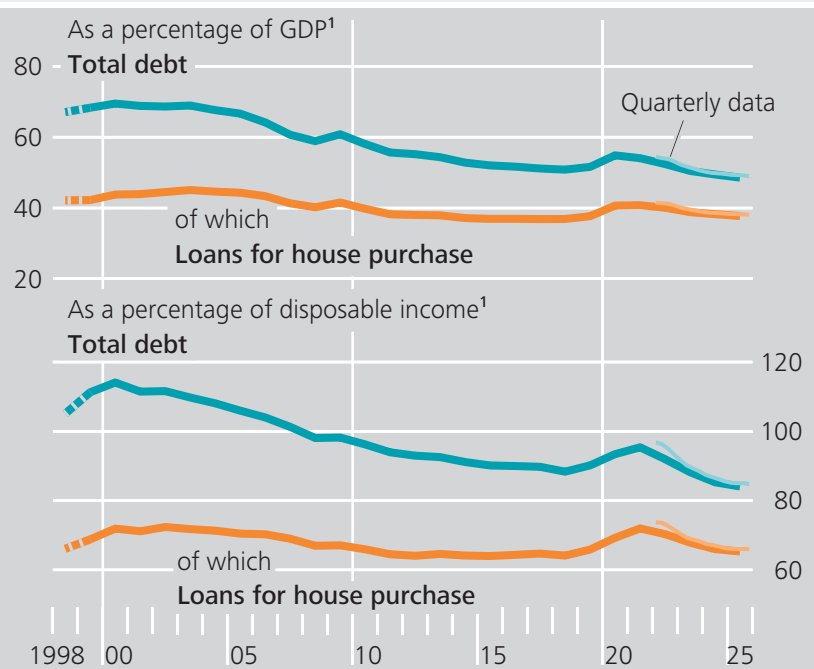 As a percentage of GDP¹
Total debt
80
Quarterly data
60
40
of which
Loans for house purchase
20
As a percentage of disposable income¹
Total debt
120
100
80
of which
60
Loans for house purchase
1998 00 05 10 15 20 25